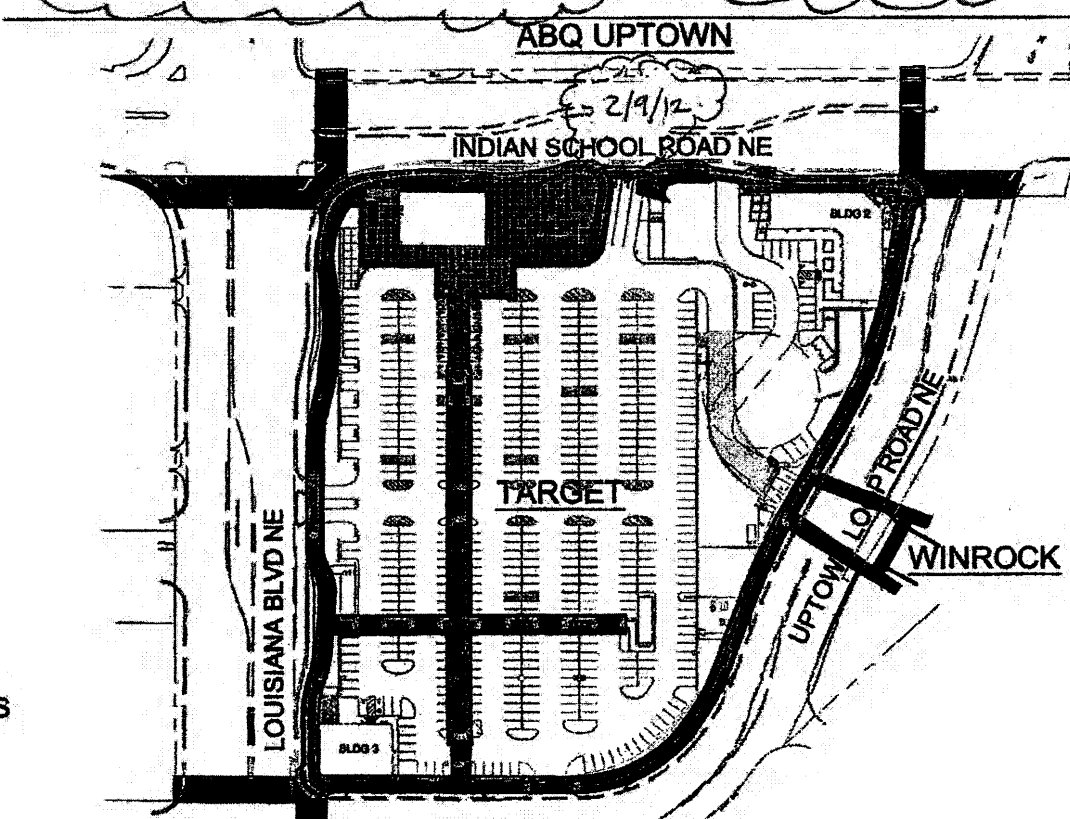 ABQ UPTOWN
2/9/12
INDIAN SCHOOL ROAD NE
BLDG 2
TARGET
LOUISIANA BLVD NE
UPTOWN LOOP ROAD NE
WINROCK
S
BLDG 3